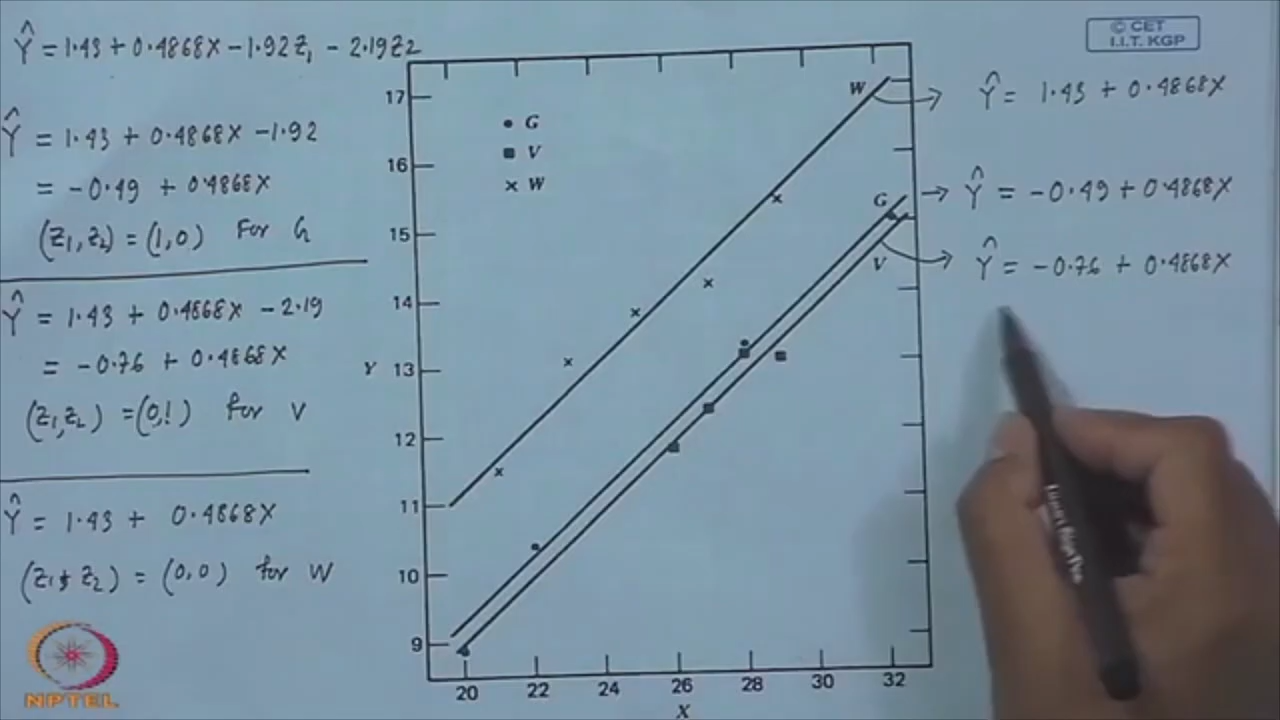 Ŷ = 1.43 + 0.4868X - 1.92Z₁ - 2.19Z₂
Ŷ = 1.43 + 0.4868X - 1.92
= -0.49 + 0.4868X
(Z₁, Z₂) = (1,0) For G
Ŷ = 1.43 + 0.4868X - 2.19
= -0.76 + 0.4868X
(Z₁, Z₂) = (0,1) for V
Ŷ = 1.43 + 0.4868X
(Z₁, Z₂) = (0,0) for W
NPTEL
17
16
15
14
13
12
11
10
9
Y
G
V
W
W
G
V
20 22 24 26 28 30 32
X
© CET
I.I.T. KGP
Ŷ = 1.43 + 0.4868X
Ŷ = -0.49 + 0.4868X
Ŷ = -0.76 + 0.4868X